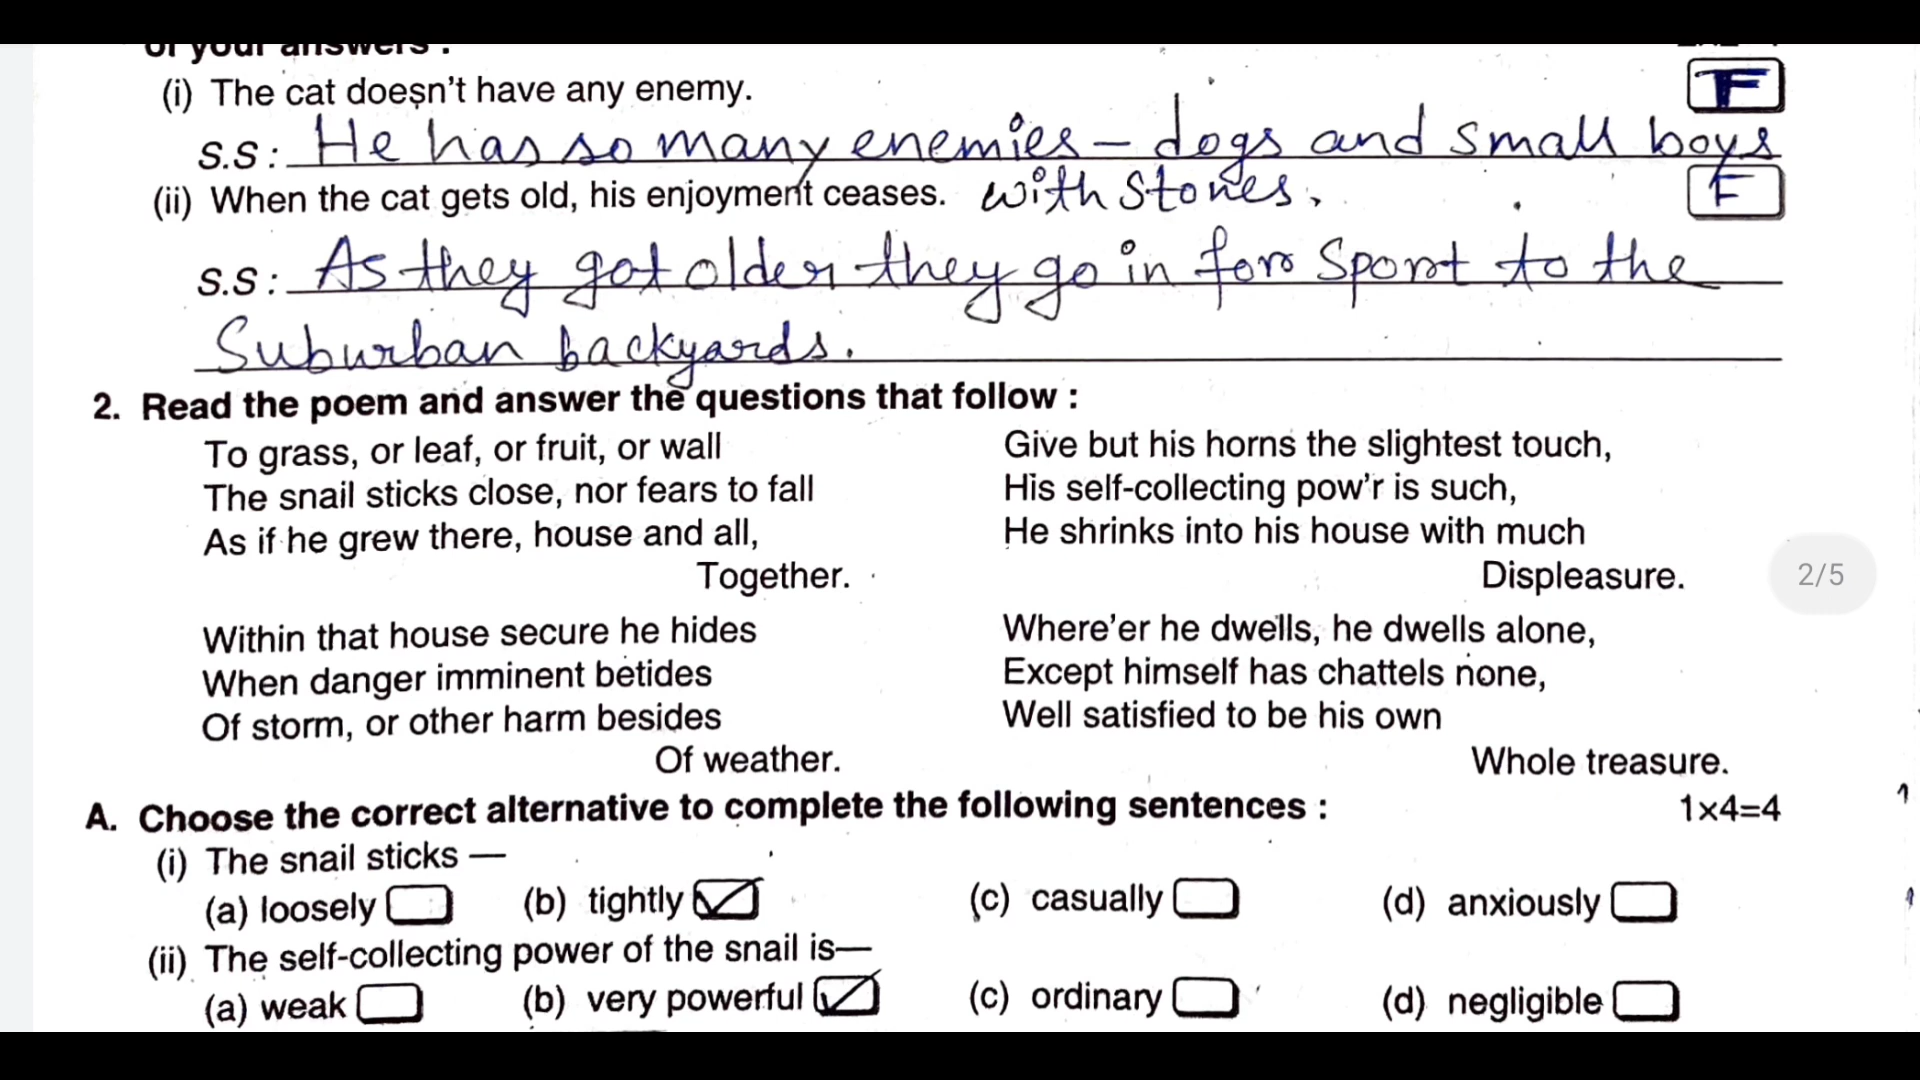 of your answers :
(i) The cat doesn't have any enemy. F
S.S : He has so many enemies – dogs and small boys
(ii) When the cat gets old, his enjoyment ceases. with stones. F
S.S : As they got older they go in for sport to the
Suburban backyards.
2. Read the poem and answer the questions that follow :
To grass, or leaf, or fruit, or wall
The snail sticks close, nor fears to fall
As if he grew there, house and all,
Together.
Within that house secure he hides
When danger imminent betides
Of storm, or other harm besides
Of weather.
Give but his horns the slightest touch,
His self-collecting pow'r is such,
He shrinks into his house with much
Displeasure.
Where'er he dwells, he dwells alone,
Except himself has chattels none,
Well satisfied to be his own
Whole treasure.
2/5
A. Choose the correct alternative to complete the following sentences : 1x4=4
(i) The snail sticks —
(a) loosely (b) tightly (c) casually (d) anxiously
(ii) The self-collecting power of the snail is—
(a) weak (b) very powerful (c) ordinary (d) negligible